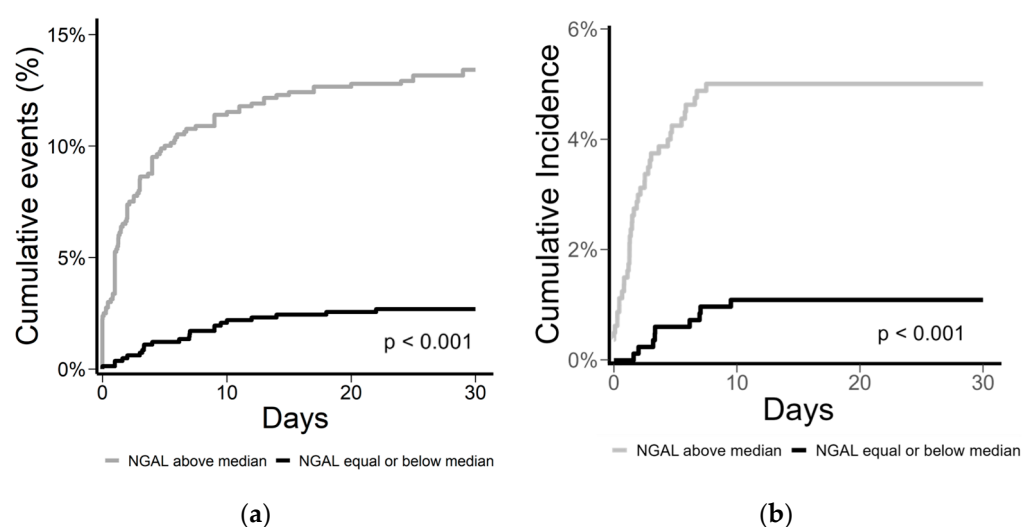 Cumulative events (%)
15%
10%
5%
0%
0 10 20 30
Days
p < 0.001
NGAL above median NGAL equal or below median
(a)
Cumulative Incidence
6%
4%
2%
0%
0 10 20 30
Days
p < 0.001
NGAL above median NGAL equal or below median
(b)